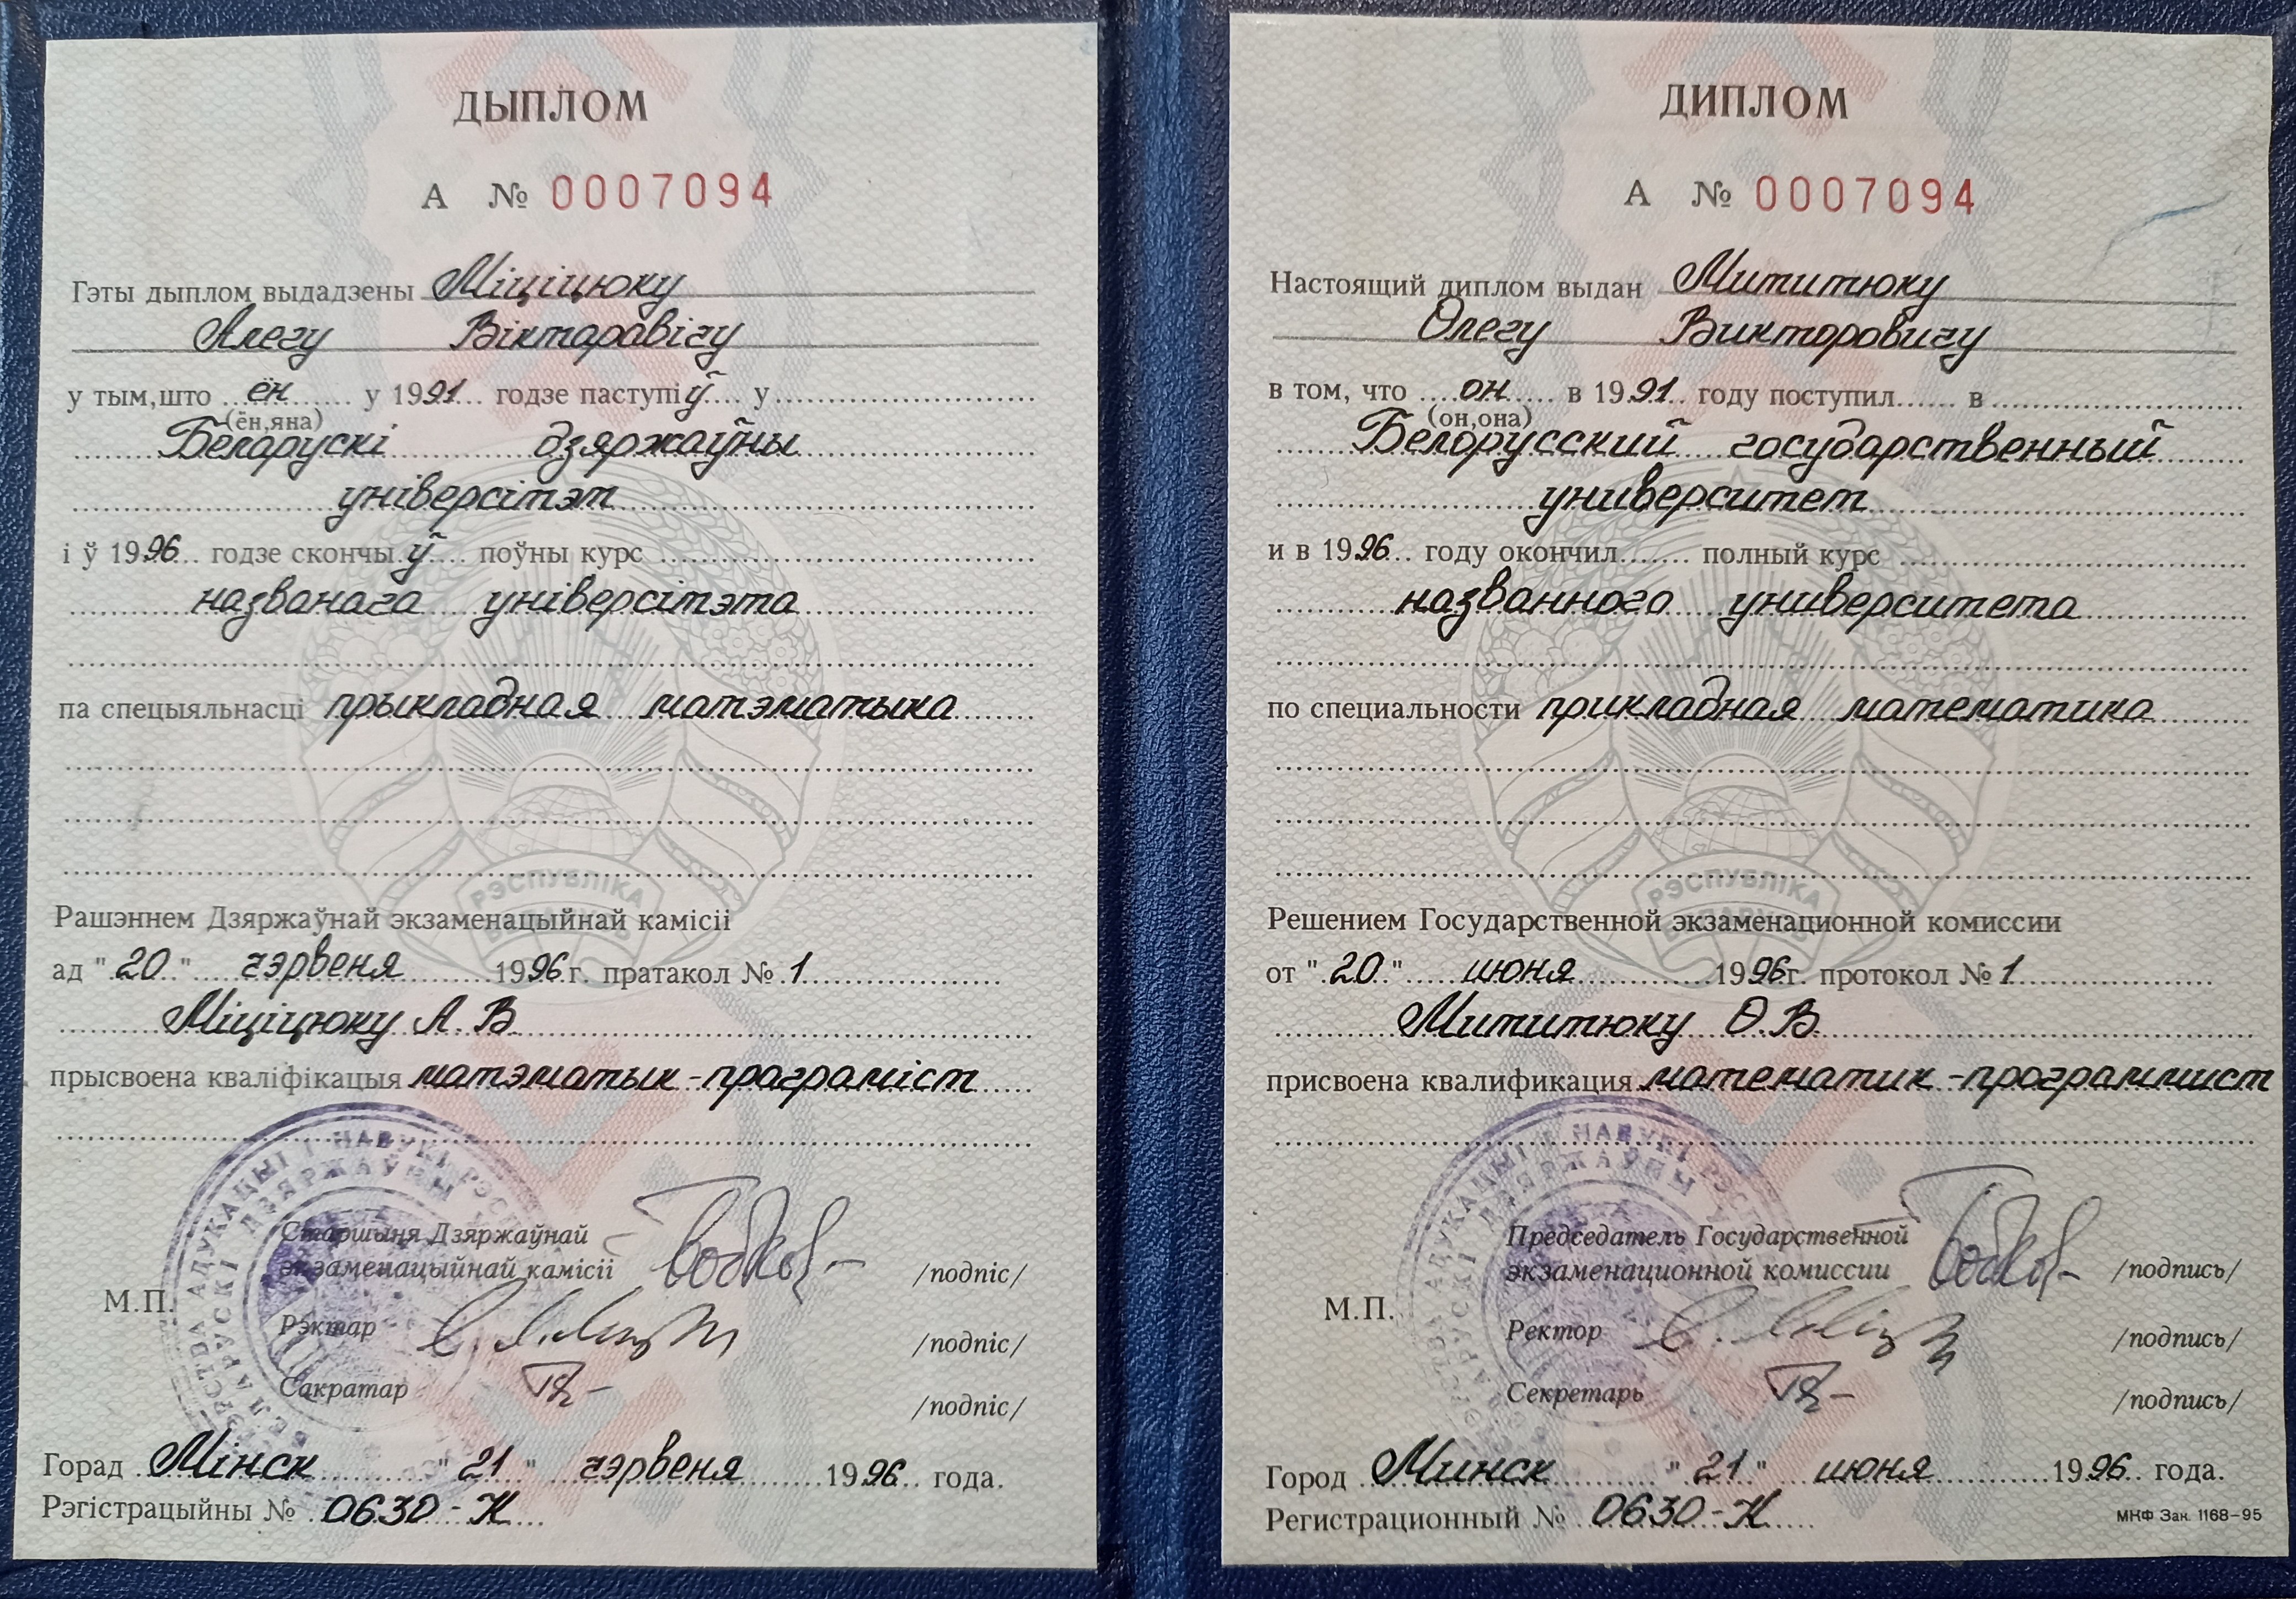 ДЫПЛОМ
А № 0007094
Гэты дыплом выдадзены Міціцюку
Алегу Віктаравічу
у тым,што ён у 1991 годзе паступіў у
(ён,яна)
Беларускі дзяржаўны
універсітэт
і ў 1996 годзе скончыў поўны курс
названага універсітэта
па спецыяльнасці прыкладная матэматыка
РЭСПУБЛІКА
Рашэннем Дзяржаўнай экзаменацыйнай камісіі
ад "20" чэрвеня 1996 г. пратакол № 1
Міціцюку А.В.
прысвоена кваліфікацыя матэматык-праграміст
Старшыня Дзяржаўнай
экзаменацыйнай камісіі /подпіс/
М.П.
Рэктар /подпіс/
Сакратар /подпіс/
Горад Мінск "21" чэрвеня 1996 года.
Рэгістрацыйны № 0630-К
ДИПЛОМ
А № 0007094
Настоящий диплом выдан Мититюку
Олегу Викторовичу
в том, что он в 1991 году поступил в
(он,она)
Белорусский государственный
университет
и в 1996 году окончил полный курс
названного университета
по специальности прикладная математика
РЭСПУБЛІКА
Решением Государственной экзаменационной комиссии
от "20" июня 1996г. протокол № 1
Мититюку О.В.
присвоена квалификация математик-программист
Председатель Государственной
экзаменационной комиссии /подпись/
М.П.
Ректор /подпись/
Секретарь /подпись/
Город Минск "21" июня 1996 года.
Регистрационный № 0630-К
МНФ Зак. 1168-95